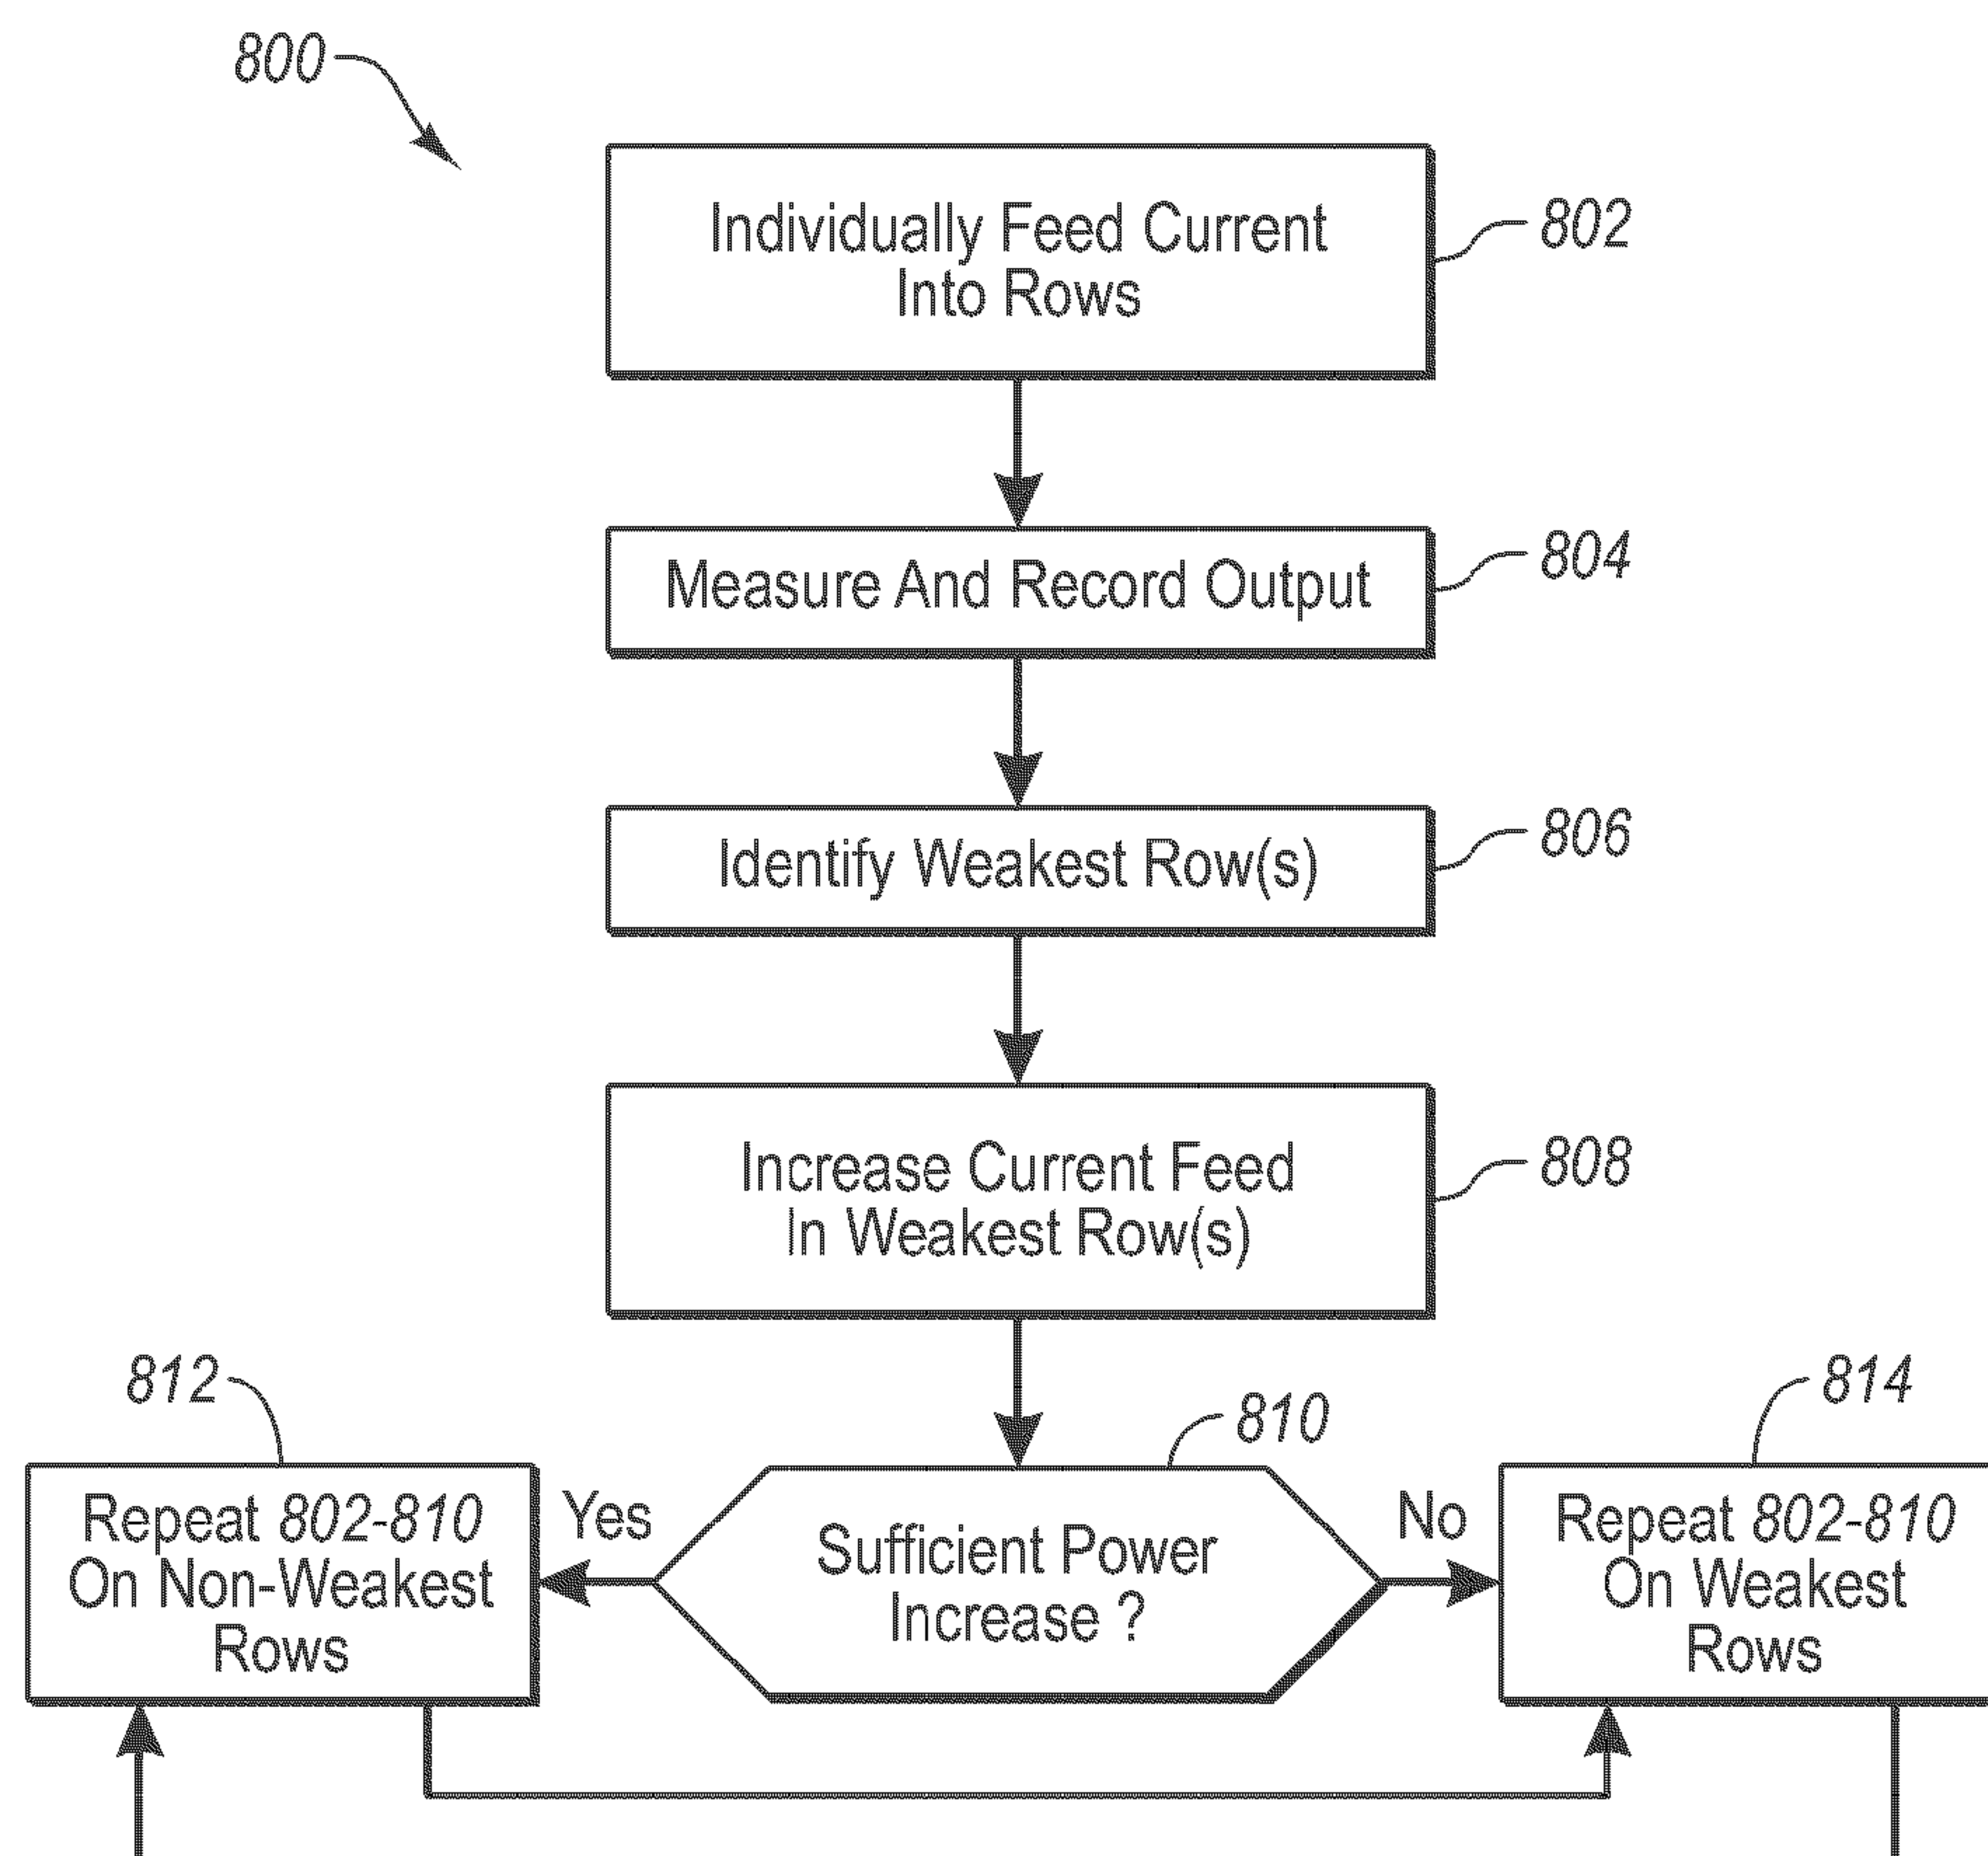 800
Individually Feed Current
Into Rows
802
Measure And Record Output
804
Identify Weakest Row(s)
806
Increase Current Feed
In Weakest Row(s)
808
812
810
814
Repeat 802-810
On Non-Weakest
Rows
Yes
Sufficient Power
Increase ?
No
Repeat 802-810
On Weakest
Rows